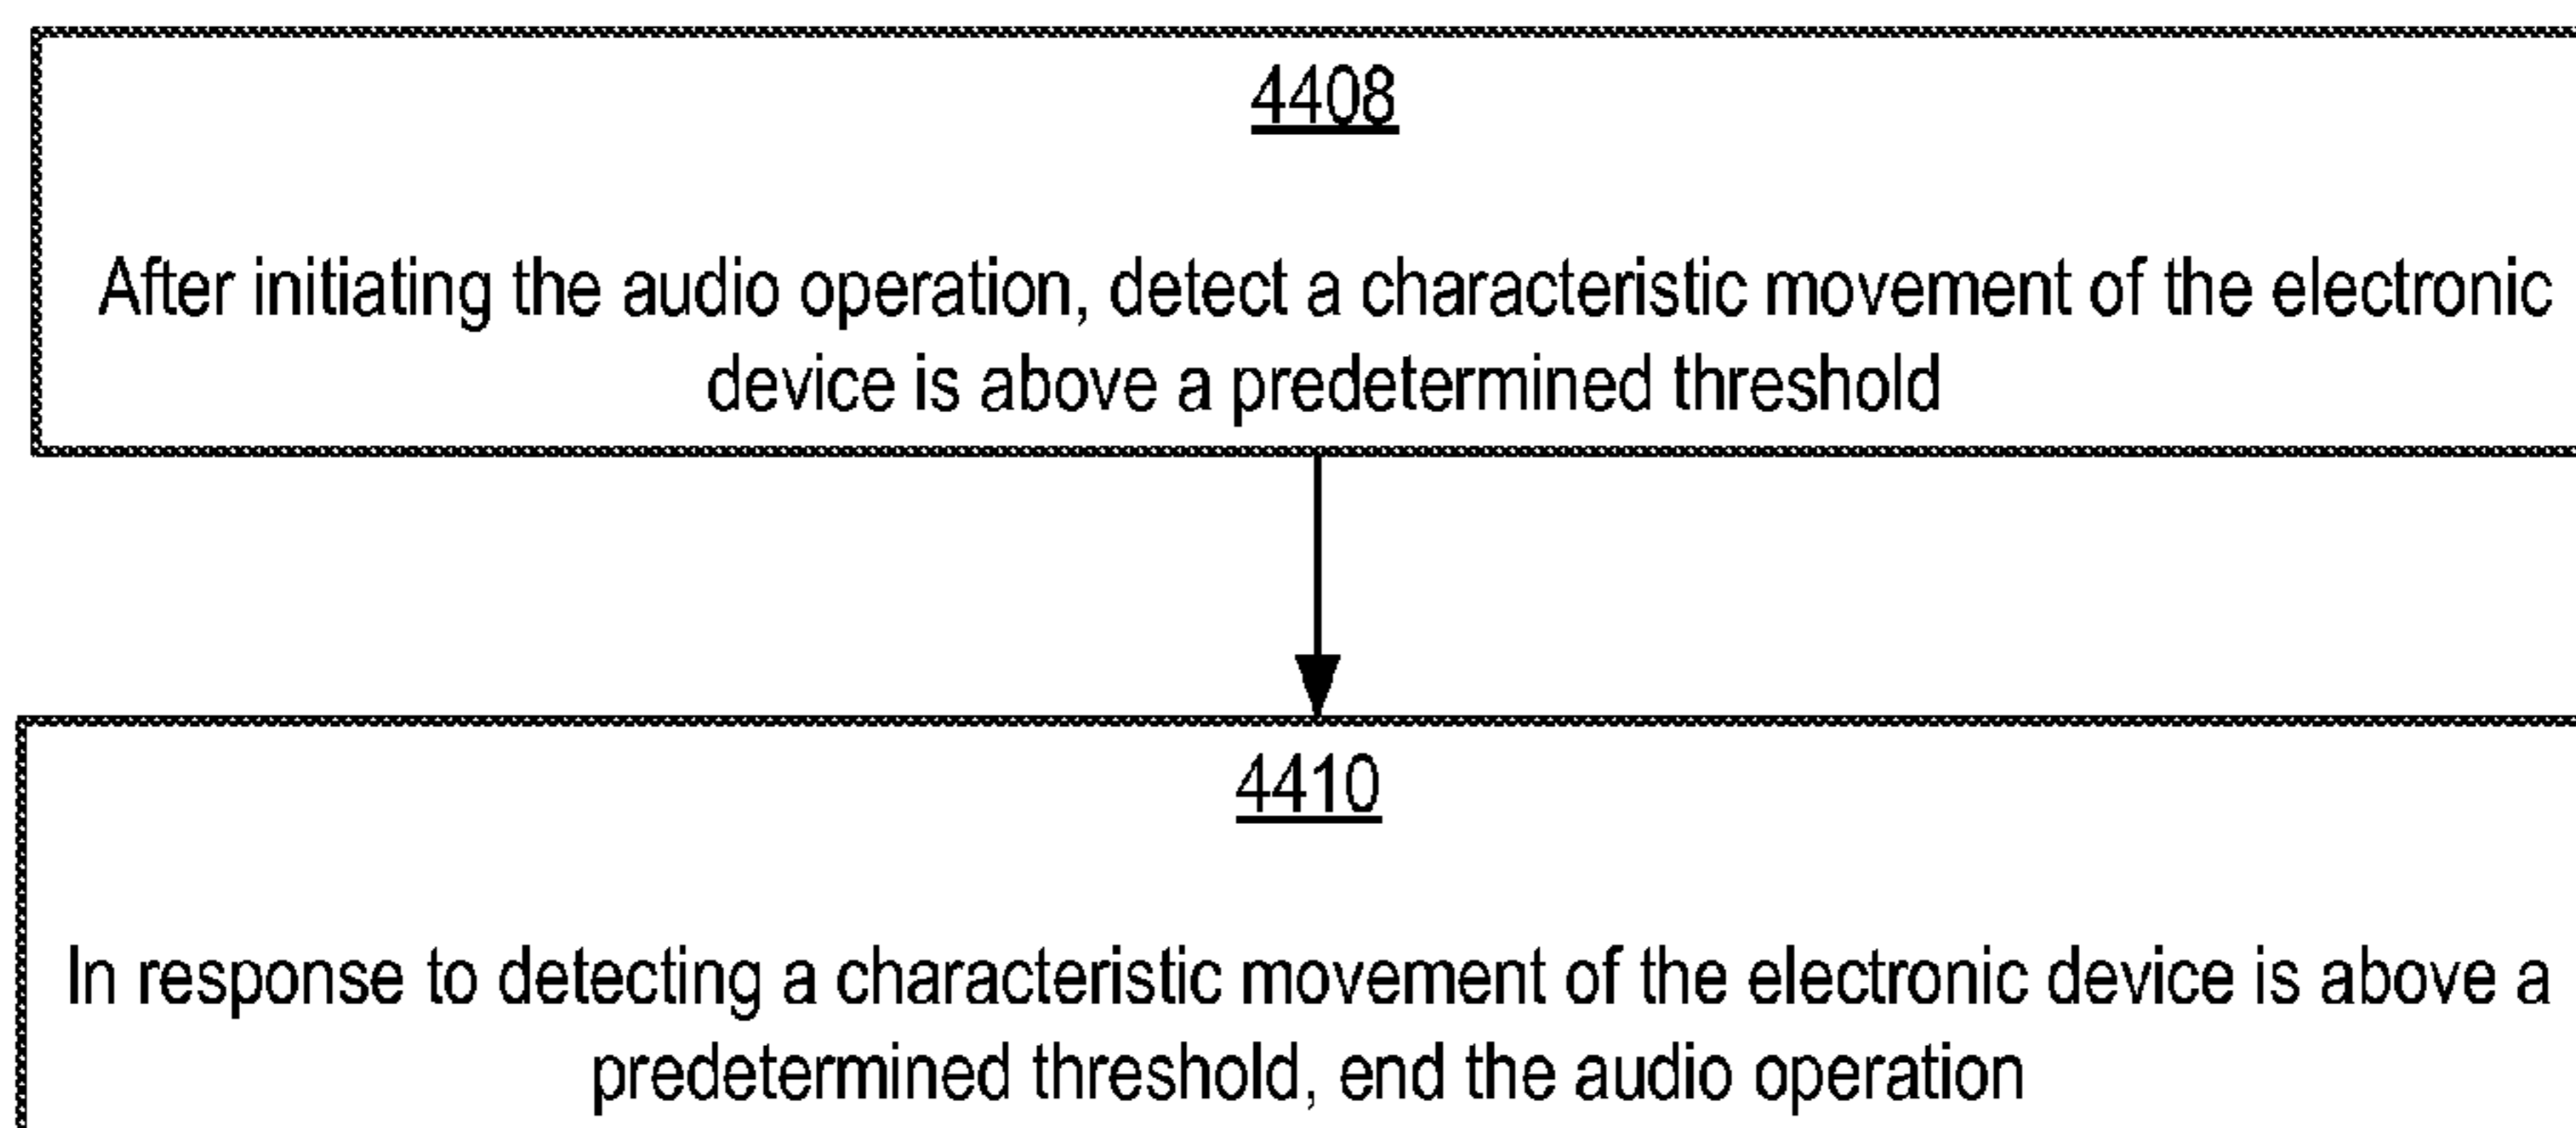 4408
After initiating the audio operation, detect a characteristic movement of the electronic
device is above a predetermined threshold
4410
In response to detecting a characteristic movement of the electronic device is above a
predetermined threshold, end the audio operation